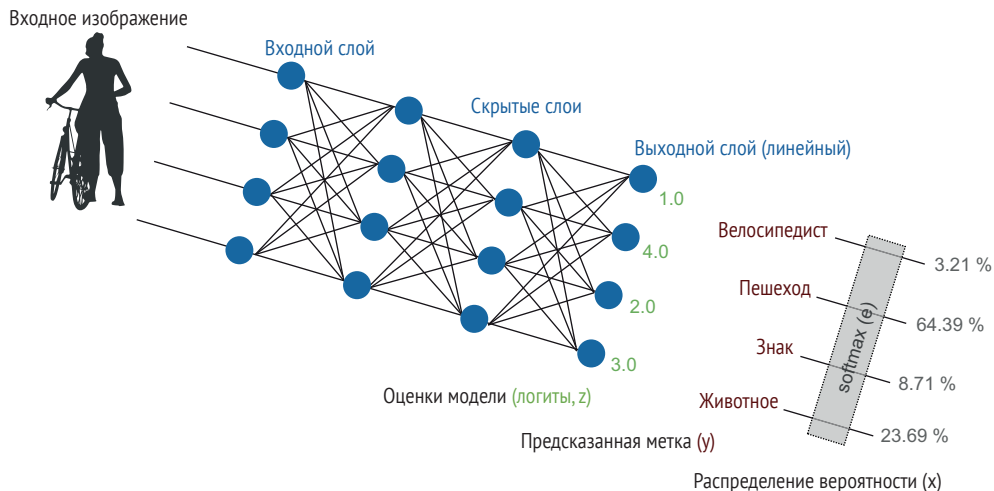 Входное изображение
Входной слой
Скрытые слои
Выходной слой (линейный)
1.0
4.0
2.0
3.0
Велосипедист
Пешеход
Знак
Животное
softmax (e)
3.21 %
64.39 %
8.71 %
23.69 %
Оценки модели (логиты, z)
Предсказанная метка (y)
Распределение вероятности (x)